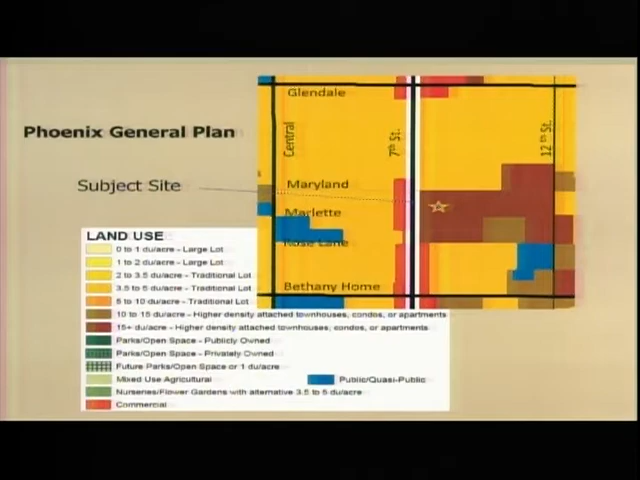 Glendale
Phoenix General Plan
Central
7th St.
12th St.
Subject Site
Maryland
Marlette
Rose Lane
Bethany Home
LAND USE
0 to 1 du/acre - Large Lot
1 to 2 du/acre - Large Lot
2 to 3.5 du/acre - Traditional Lot
3.5 to 5 du/acre - Traditional Lot
5 to 10 du/acre - Traditional Lot
10 to 15 du/acre - Higher density attached townhouses, condos, or apartments
15+ du/acre - Higher density attached townhouses, condos, or apartments
Parks/Open Space - Publicly Owned
Parks/Open Space - Privately Owned
Future Parks/Open Space or 1 du/acre
Mixed Use Agricultural
Public/Quasi-Public
Nurseries/Flower Gardens with alternative 3.5 to 5 du/acre
Commercial